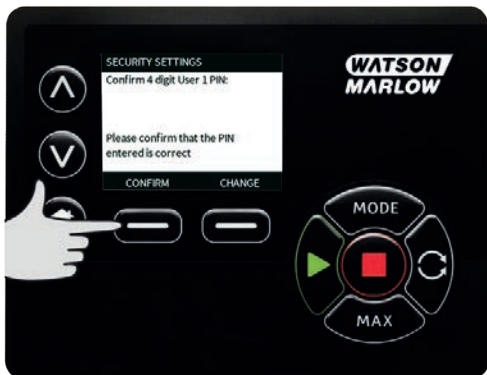 SECURITY SETTINGS
Confirm 4 digit User 1 PIN:
Please confirm that the PIN
entered is correct
CONFIRM CHANGE
WATSON
MARLOW
MODE
MAX